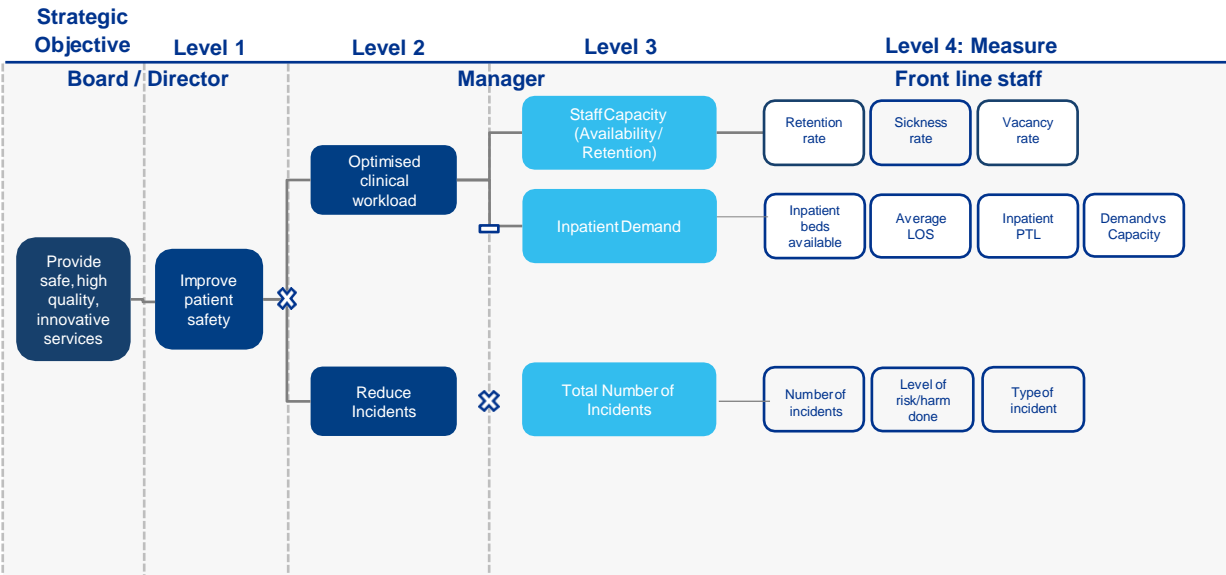 Strategic
Objective
Level 1
Level 2
Level 3
Level 4: Measure
Board / Director
Manager
Front line staff
Provide
safe, high
quality,
innovative
services
Improve
patient
safety
Optimised
clinical
workload
Reduce
Incidents
Staff Capacity
(Availability /
Retention)
Inpatient Demand
Total Number of
Incidents
Retention
rate
Sickness
rate
Vacancy
rate
Inpatient
beds
available
Average
LOS
Inpatient
PTL
Demand vs
Capacity
Number of
incidents
Level of
risk/harm
done
Type of
incident